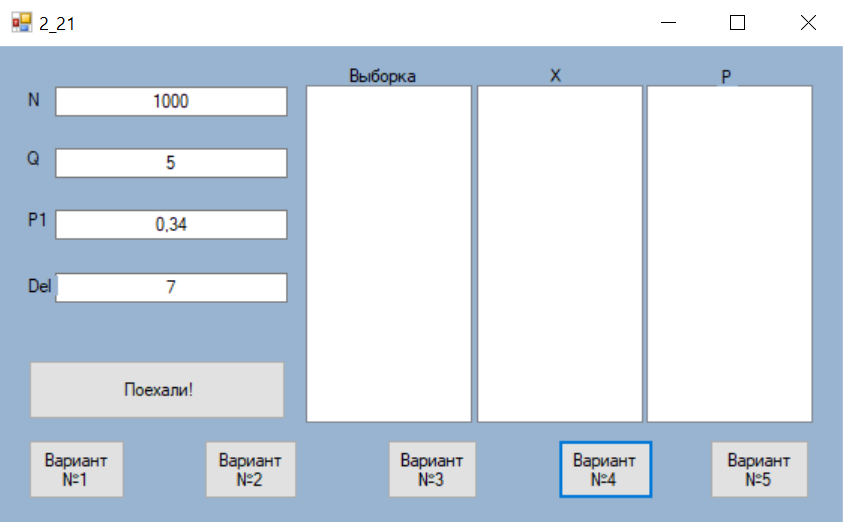 2_21
Выборка
X
P
N
1000
Q
5
P1
0,34
Del
7
Поехали!
Вариант
№1
Вариант
№2
Вариант
№3
Вариант
№4
Вариант
№5